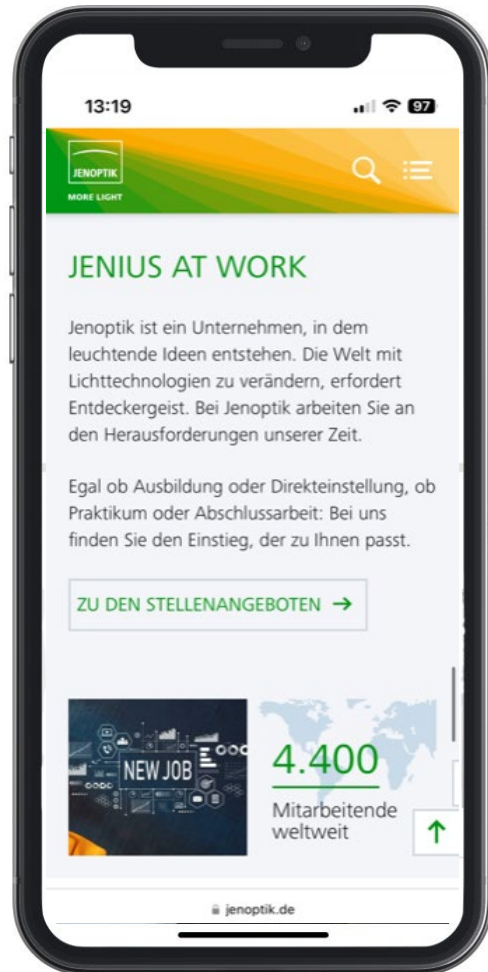 13:19
97
JENOPTIK
MORE LIGHT
JENIUS AT WORK
Jenoptik ist ein Unternehmen, in dem
leuchtende Ideen entstehen. Die Welt mit
Lichttechnologien zu verändern, erfordert
Entdeckergeist. Bei Jenoptik arbeiten Sie an
den Herausforderungen unserer Zeit.
Egal ob Ausbildung oder Direkteinstellung, ob
Praktikum oder Abschlussarbeit: Bei uns
finden Sie den Einstieg, der zu Ihnen passt.
ZU DEN STELLENANGEBOTEN →
NEW JOB
4.400
Mitarbeitende
weltweit
jenoptik.de